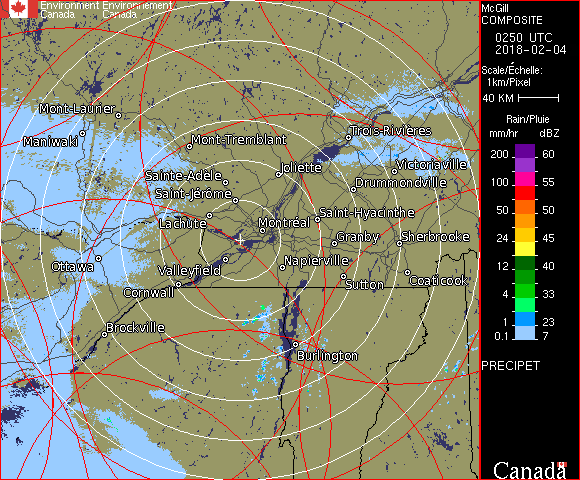 Environment Environnement
Canada Canada
McGill
COMPOSITE
0250 UTC
2018-02-04
Scale/Échelle:
1km/Pixel
40 KM
Rain/Pluie
mm/hr dBZ
200 60
100 55
50 50
24 45
12 40
4 33
1 23
0.1 7
PRECIPET
Canada
Mont-Laurier
Maniwaki
Mont-Tremblant
Trois-Rivières
Joliette
Victoriaville
Sainte-Adèle
Drummondville
Saint-Jérôme
Lachute
Saint-Hyacinthe
Montréal
Granby
Sherbrooke
Ottawa
Valleyfield
Napierville
Cornwall
Sutton
Coaticook
Brockville
Burlington